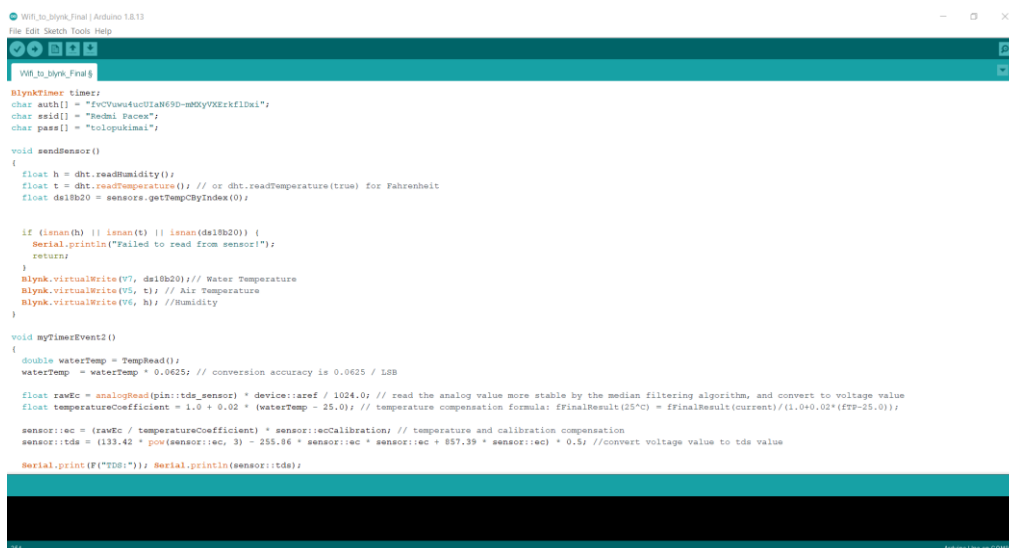 Wifi_to_blynk_Final | Arduino 1.8.13
File Edit Sketch Tools Help
Wifi_to_blynk_Final §
BlynkTimer timer;
char auth[] = "fvCVuwu4ucUIaN69D-mMXyVXErkflDxi";
char ssid[] = "Redmi Pacex";
char pass[] = "tolopukimai";
void sendSensor()
{
float h = dht.readHumidity();
float t = dht.readTemperature(); // or dht.readTemperature(true) for Fahrenheit
float ds18b20 = sensors.getTempCByIndex(0);
if (isnan(h) || isnan(t) || isnan(ds18b20)) {
Serial.println("Failed to read from sensor!");
return;
}
Blynk.virtualWrite(V7, ds18b20);// Water Temperature
Blynk.virtualWrite(V5, t); // Air Temperature
Blynk.virtualWrite(V6, h); //Humidity
}
void myTimerEvent2()
{
double waterTemp = TempRead();
waterTemp  = waterTemp * 0.0625; // conversion accuracy is 0.0625 / LSB
float rawEc = analogRead(pin::tds_sensor) * device::aref / 1024.0; // read the analog value more stable by the median filtering algorithm, and convert to voltage value
float temperatureCoefficient = 1.0 + 0.02 * (waterTemp - 25.0); // temperature compensation formula: fFinalResult(25^C) = fFinalResult(current)/(1.0+0.02*(fTP-25.0));
sensor::ec = (rawEc / temperatureCoefficient) * sensor::ecCalibration; // temperature and calibration compensation
sensor::tds = (133.42 * pow(sensor::ec, 3) - 255.86 * sensor::ec * sensor::ec + 857.39 * sensor::ec) * 0.5; //convert voltage value to tds value
Serial.print(F("TDS:")); Serial.println(sensor::tds);